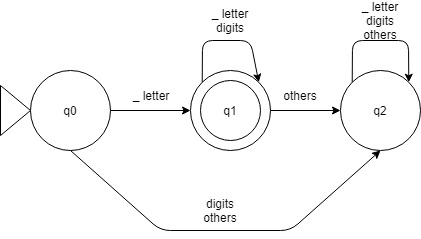 _ letter
digits
_ letter
digits
others
_ letter
others
q0
q1
q2
digits
others